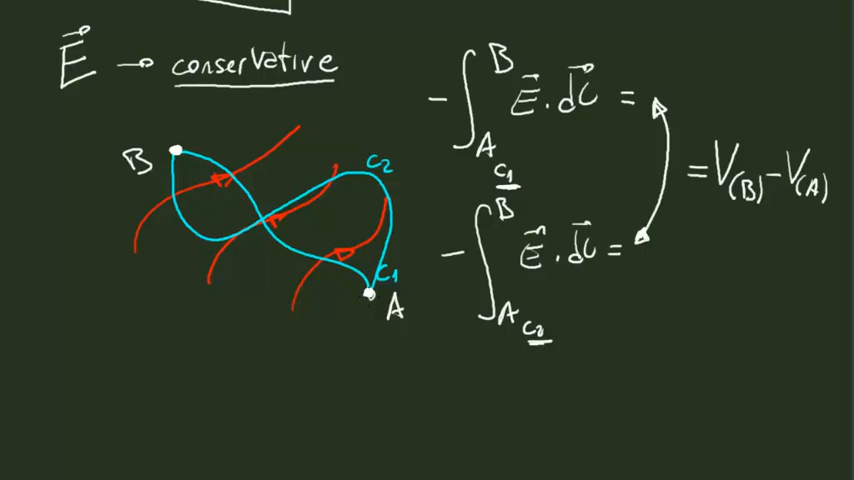 E⃗ → conservative
- ∫_A^B E⃗ · dl⃗ =
C₁
= V(B) - V(A)
- ∫_A^B E⃗ · dl⃗ =
C₂
B
C₂
C₁
A